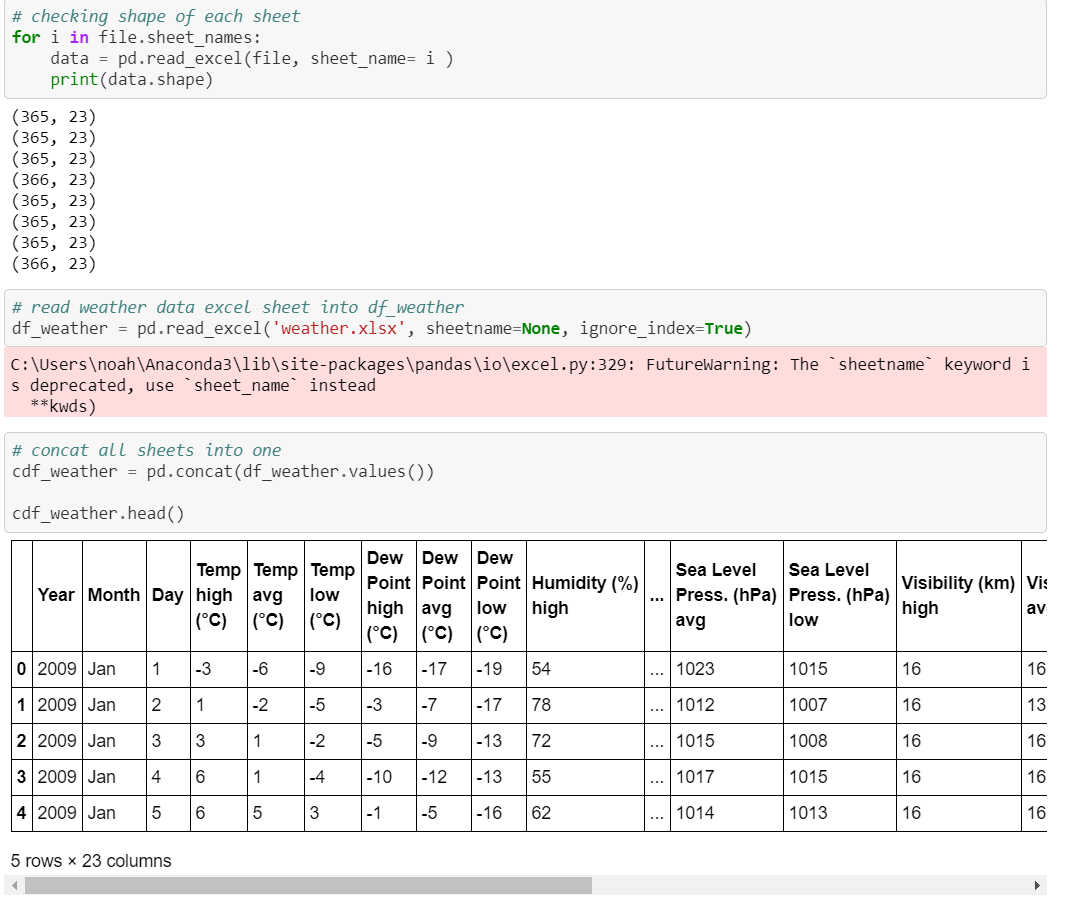 # checking shape of each sheet
for i in file.sheet_names:
    data = pd.read_excel(file, sheet_name= i )
    print(data.shape)
(365, 23)
(365, 23)
(365, 23)
(366, 23)
(365, 23)
(365, 23)
(365, 23)
(366, 23)
# read weather data excel sheet into df_weather
df_weather = pd.read_excel('weather.xlsx', sheetname=None, ignore_index=True)
C:\Users\noah\Anaconda3\lib\site-packages\pandas\io\excel.py:329: FutureWarning: The `sheetname` keyword i
s deprecated, use `sheet_name` instead
  **kwds)
# concat all sheets into one
cdf_weather = pd.concat(df_weather.values())
cdf_weather.head()
Year Month Day Temp high (°C) Temp avg (°C) Temp low (°C) Dew Point high (°C) Dew Point avg (°C) Dew Point low (°C) Humidity (%) high ... Sea Level Press. (hPa) avg Sea Level Press. (hPa) low Visibility (km) high
0 2009 Jan 1 -3 -6 -9 -16 -17 -19 54 ... 1023 1015 16 16
1 2009 Jan 2 1 -2 -5 -3 -7 -17 78 ... 1012 1007 16 13
2 2009 Jan 3 3 1 -2 -5 -9 -13 72 ... 1015 1008 16 16
3 2009 Jan 4 6 1 -4 -10 -12 -13 55 ... 1017 1015 16 16
4 2009 Jan 5 6 5 3 -1 -5 -16 62 ... 1014 1013 16 16
5 rows × 23 columns